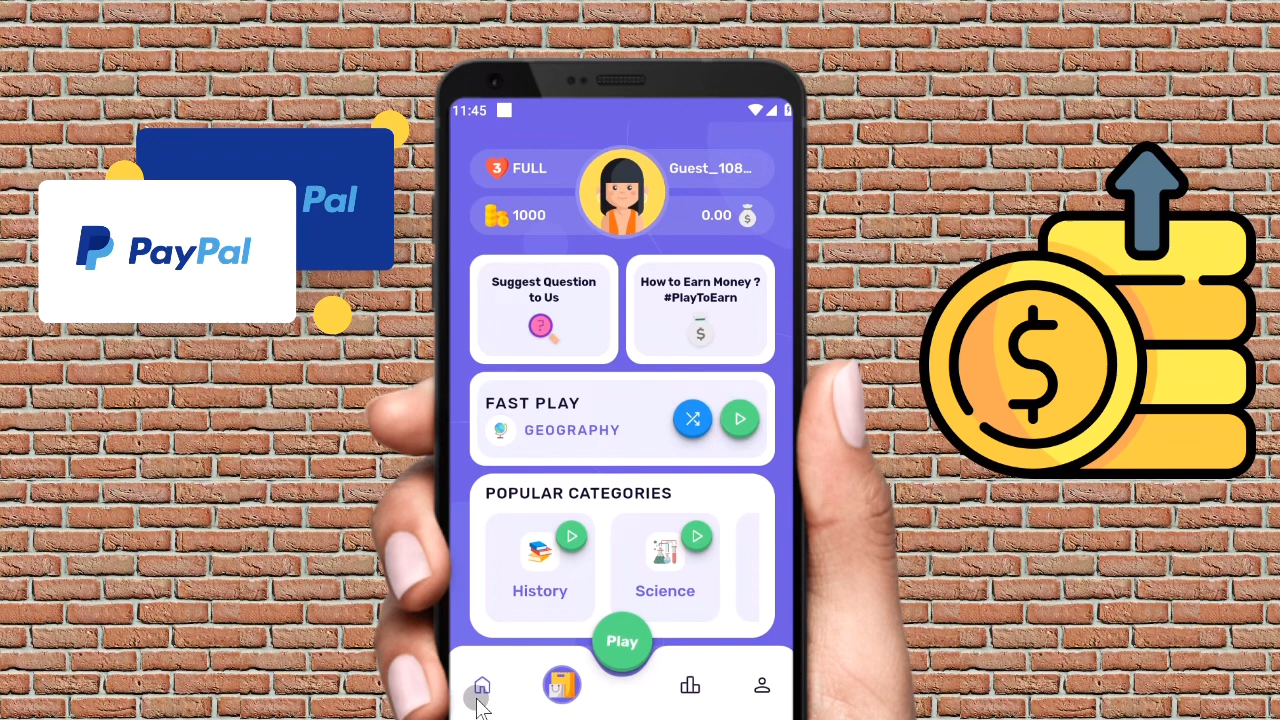 11:45
3 FULL
Guest_108...
1000
0.00
Suggest Question
to Us
?
How to Earn Money ?
#PlayToEarn
$
FAST PLAY
GEOGRAPHY
POPULAR CATEGORIES
History
Science
Play
Pal
PayPal
$